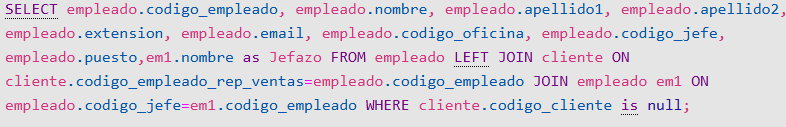 SELECT empleado.codigo_empleado, empleado.nombre, empleado.apellido1, empleado.apellido2,
empleado.extension, empleado.email, empleado.codigo_oficina, empleado.codigo_jefe,
empleado.puesto,em1.nombre as Jefazo FROM empleado LEFT JOIN cliente ON
cliente.codigo_empleado_rep_ventas=empleado.codigo_empleado JOIN empleado em1 ON
empleado.codigo_jefe=em1.codigo_empleado WHERE cliente.codigo_cliente is null;